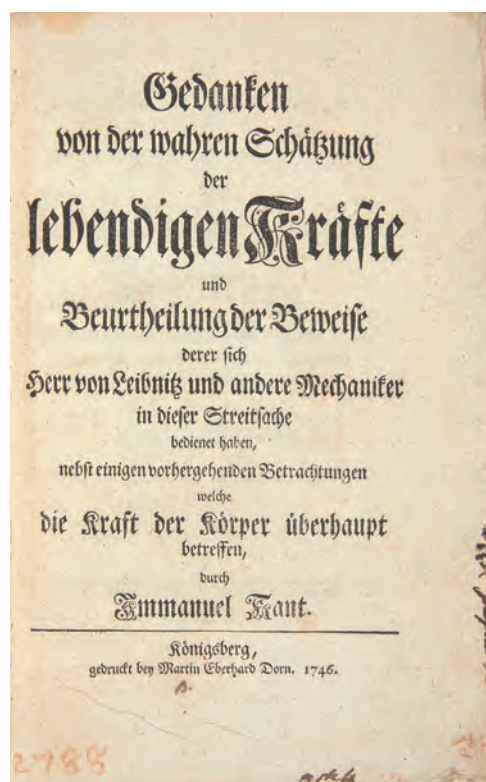 Gedanken
von der wahren Schätzung
der
lebendigen Kräfte
und
Beurtheilung der Beweise
derer sich
Herr von Leibnitz und andere Mechaniker
in dieser Streitsache
bedienet haben,
nebst einigen vorhergehenden Betrachtungen
welche
die Kraft der Körper überhaupt
betreffen,
durch
Immanuel Kant.
Königsberg,
gedruckt bey Martin Eberhard Dorn. 1746.
2788